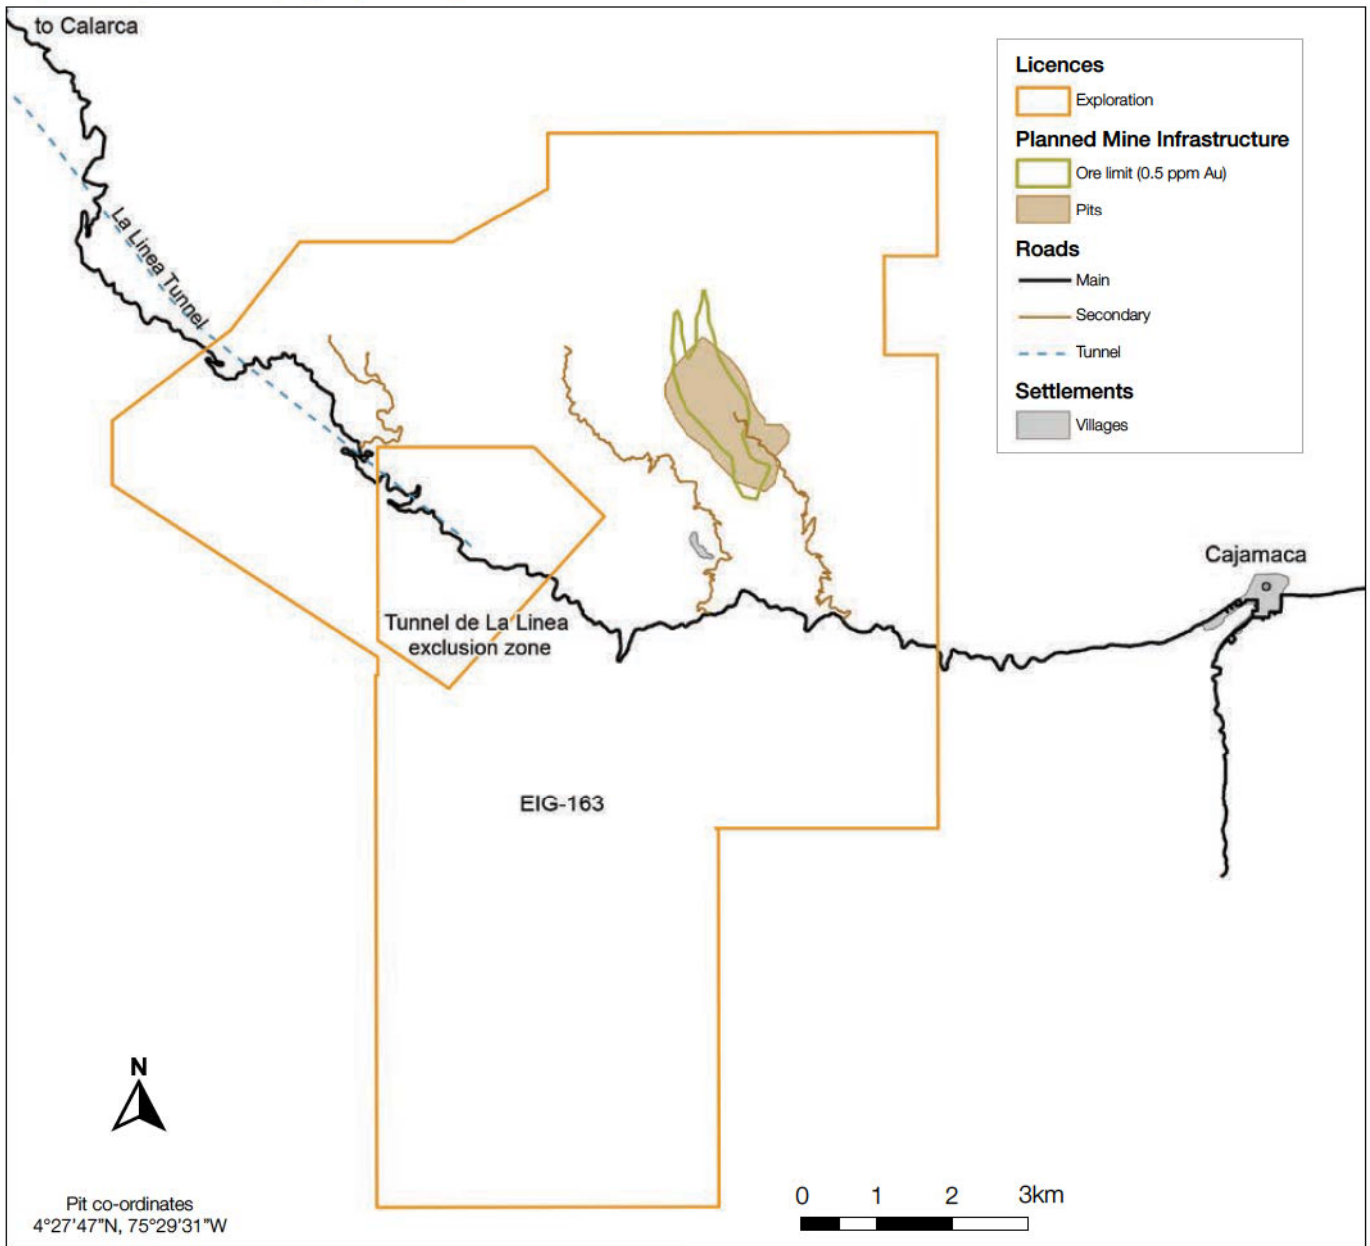 to Calarca
Licences
Exploration
Planned Mine Infrastructure
Ore limit (0.5 ppm Au)
Pits
Roads
Main
Secondary
Tunnel
Settlements
Villages
La Linea Tunnel
Cajamaca
Tunnel de La Linea
exclusion zone
EIG-163
N
Pit co-ordinates
4°27'47"N, 75°29'31"W
0 1 2 3km